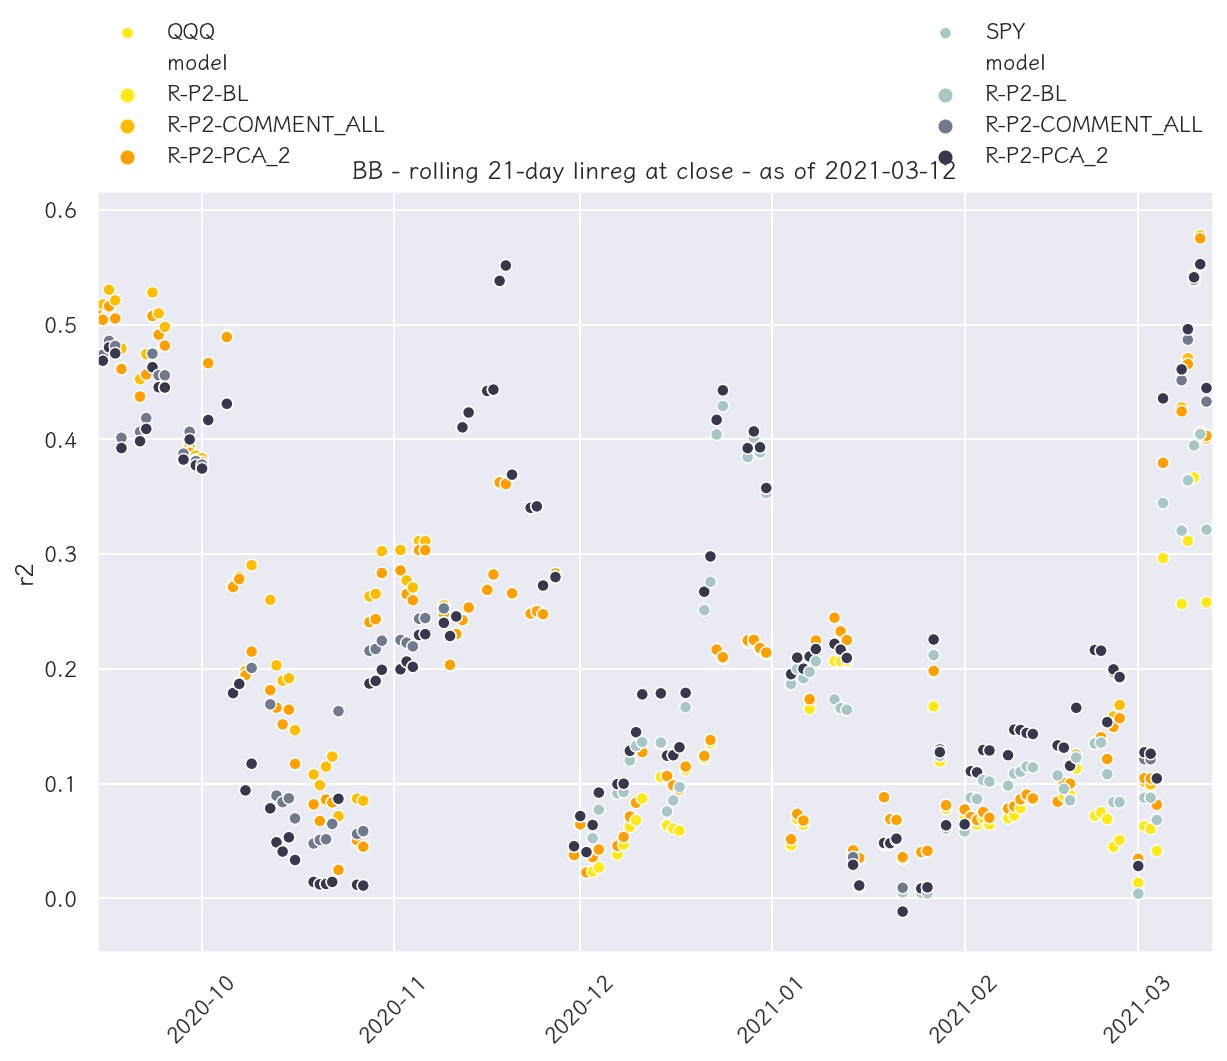 QQQ
model
R-P2-BL
R-P2-COMMENT_ALL
R-P2-PCA_2
SPY
model
R-P2-BL
R-P2-COMMENT_ALL
R-P2-PCA_2
BB - rolling 21-day linreg at close - as of 2021-03-12
r2
0.6
0.5
0.4
0.3
0.2
0.1
0.0
2020-10
2020-11
2020-12
2021-01
2021-02
2021-03